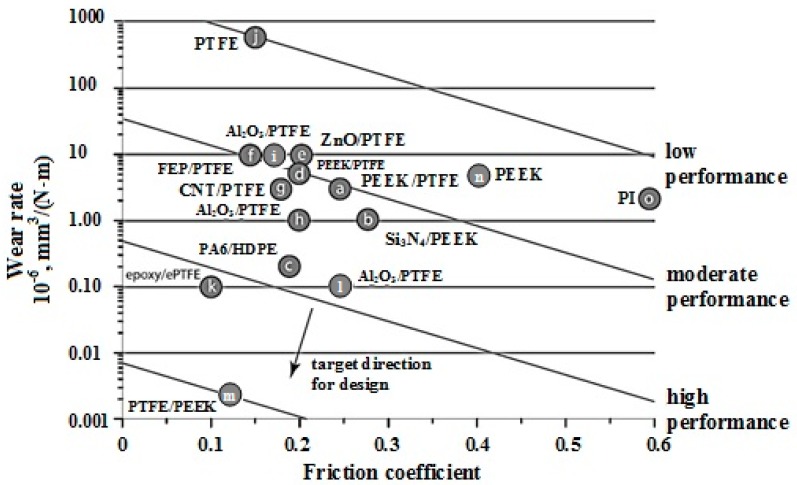 1000
PTFE j
100
Al₂O₃/PTFE
ZnO/PTFE
10
f i e
FEP/PTFE
PEEK/PTFE
d
low
performance
CNT/PTFE g
a PEEK/PTFE
n PEEK
PI o
Al₂O₃/PTFE
1.00
h b
Si₃N₄/PEEK
PA6/HDPE
c
epoxy/ePTFE
Al₂O₃/PTFE
0.10
k l
moderate
performance
0.01
target direction
for design
PTFE/PEEK m
high
performance
0.001
0 0.1 0.2 0.3 0.4 0.5 0.6
Friction coefficient
Wear rate
10⁻⁶, mm³/(N·m)